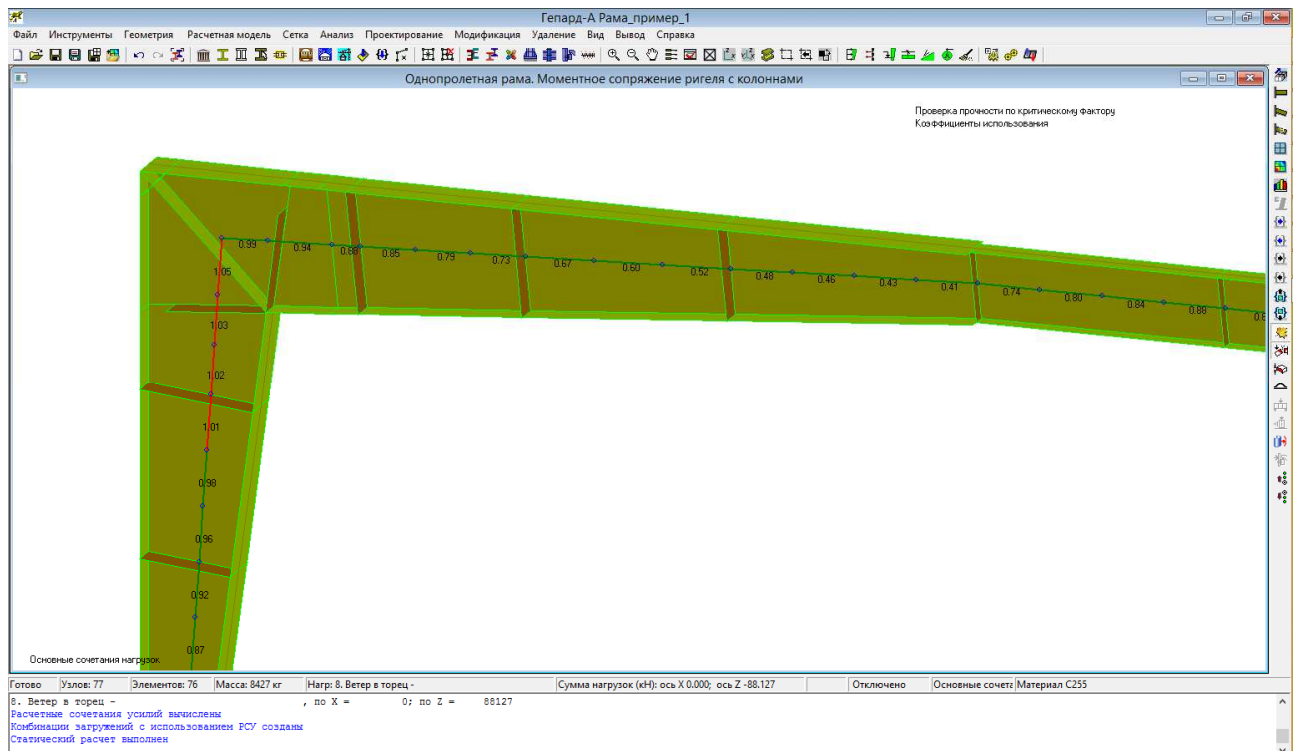 Гепард-А Рама_пример_1
Файл Инструменты Геометрия Расчетная модель Сетка Анализ Проектирование Модификация Удаление Вид Вывод Справка
Однопролетная рама. Моментное сопряжение ригеля с колоннами
Проверка прочности по критическому фактору
Коэффициенты использования
0.99 0.94 0.88 0.85 0.79 0.73 0.67 0.60 0.52 0.48 0.46 0.43 0.41 0.74 0.80 0.84 0.88
1.05
1.03
1.02
1.01
0.98
0.96
0.92
0.87
Основные сочетания нагрузок
Готово Узлов: 77 Элементов: 76 Масса: 8427 кг Нагр: 8. Ветер в торец - Сумма нагрузок (кН): ось X 0.000; ось Z -88.127 Отключено Основные сочета Материал C255
8. Ветер в торец - , по X = 0; по Z = 88127
Расчетные сочетания усилий вычислены
Комбинации загружений с использованием РСУ созданы
Статический расчет выполнен